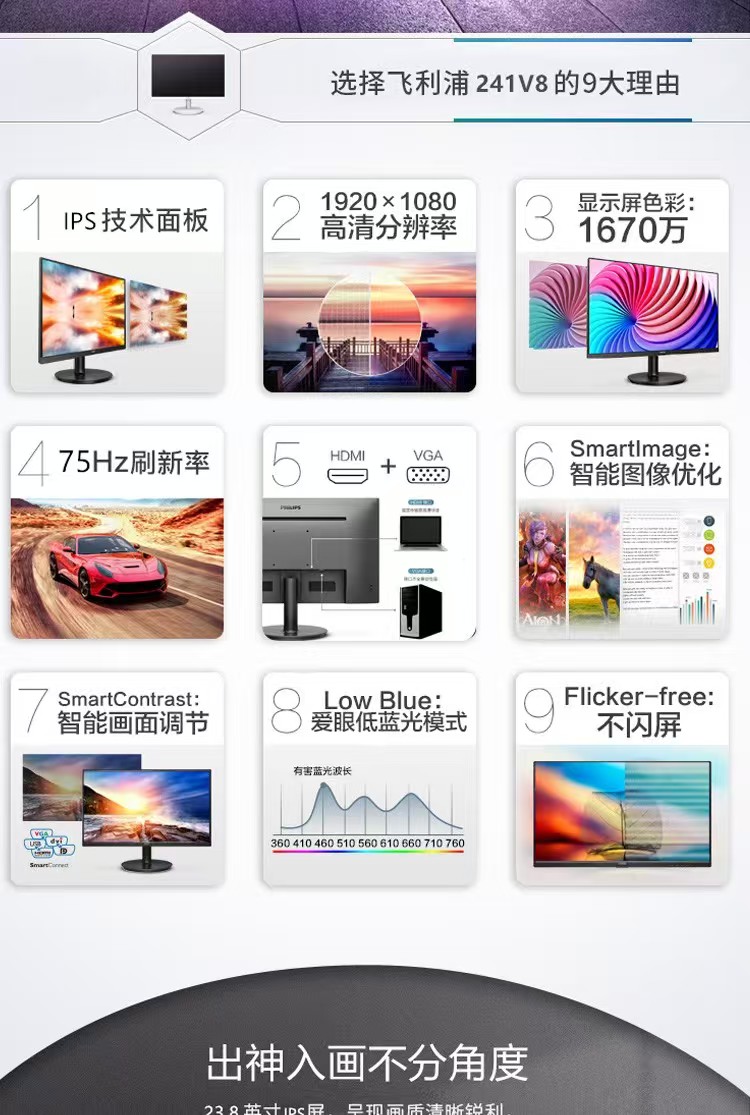 选择飞利浦 241V8 的9大理由
1
IPS 技术面板
2
1920×1080
高清分辨率
3
显示屏色彩：
1670万
4
75Hz刷新率
5
HDMI + VGA
PHILIPS
6
SmartImage：
智能图像优化
AION
7
SmartContrast：
智能画面调节
VGA
USB
dvi
HDMI
SmartConnect
8
Low Blue：
爱眼低蓝光模式
有害蓝光波长
360 410 460 510 560 610 660 710 760
9
Flicker-free：
不闪屏
出神入画不分角度
23.8 英寸IPS屏，呈现画质清晰锐利